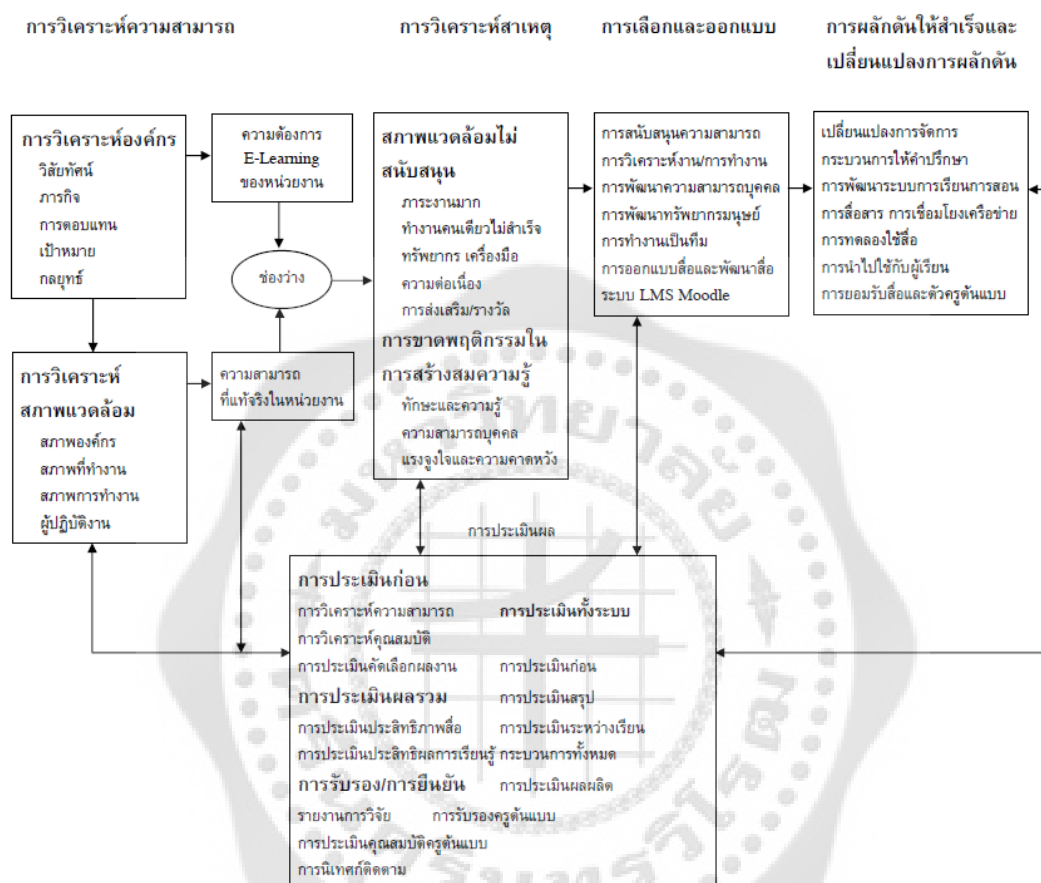 การวิเคราะห์ความสามารถ
การวิเคราะห์สาเหตุ
การเลือกและออกแบบ
การผลักดันให้สำเร็จและ
เปลี่ยนแปลงการผลักดัน
การวิเคราะห์องค์กร
วิสัยทัศน์
ภารกิจ
การตอบแทน
เป้าหมาย
กลยุทธ์
ความต้องการ
E-Learning
ของหน่วยงาน
ช่องว่าง
การวิเคราะห์
สภาพแวดล้อม
สภาพองค์กร
สภาพที่ทำงาน
สภาพการทำงาน
ผู้ปฏิบัติงาน
ความสามารถ
ที่แท้จริงในหน่วยงาน
สภาพแวดล้อมไม่
สนับสนุน
ภาระงานมาก
ทำงานคนเดียวไม่สำเร็จ
ทรัพยากร เครื่องมือ
ความต่อเนื่อง
การส่งเสริม/รางวัล
การขาดพฤติกรรมใน
การสร้างสมความรู้
ทักษะและความรู้
ความสามารถบุคคล
แรงจูงใจและความคาดหวัง
การสนับสนุนความสามารถ
การวิเคราะห์งาน/การทำงาน
การพัฒนาความสามารถบุคคล
การพัฒนาทรัพยากรมนุษย์
การทำงานเป็นทีม
การออกแบบสื่อและพัฒนาสื่อ
ระบบ LMS Moodle
เปลี่ยนแปลงการจัดการ
กระบวนการให้คำปรึกษา
การพัฒนาระบบการเรียนการสอน
การสื่อสาร การเชื่อมโยงเครือข่าย
การทดลองใช้สื่อ
การนำไปใช้กับผู้เรียน
การยอมรับสื่อและตัวครูต้นแบบ
การประเมินผล
การประเมินก่อน
การวิเคราะห์ความสามารถ การประเมินทั้งระบบ
การวิเคราะห์คุณสมบัติ
การประเมินคัดเลือกผลงาน การประเมินก่อน
การประเมินผลรวม การประเมินสรุป
การประเมินประสิทธิภาพสื่อ การประเมินระหว่างเรียน
การประเมินประสิทธิผลการเรียนรู้ กระบวนการทั้งหมด
การรับรอง/การยืนยัน การประเมินผลผลิต
รายงานการวิจัย การรับรองครูต้นแบบ
การประเมินคุณสมบัติครูต้นแบบ
การนิเทศก์ติดตาม
มหาวิทยาลัย
ศรีนครินทรวิโรฒ